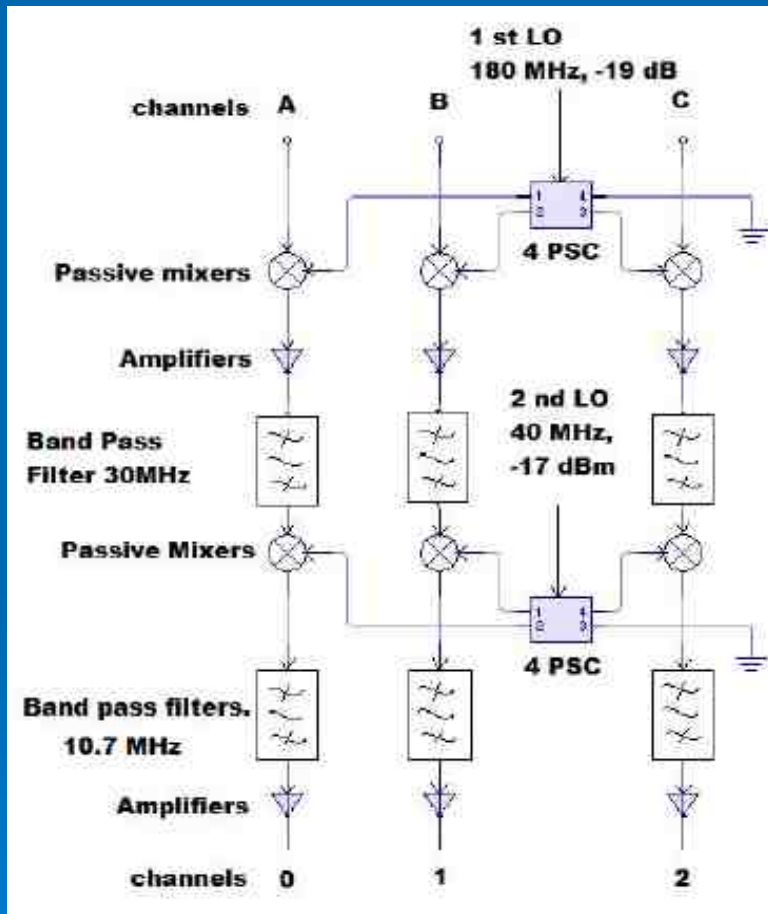 1 st LO
180 MHz, -19 dB
channels A B C
1 4
2 3
4 PSC
Passive mixers
Amplifiers
2 nd LO
40 MHz,
-17 dBm
Band Pass
Filter 30MHz
Passive Mixers
1 4
2 3
4 PSC
Band pass filters.
10.7 MHz
Amplifiers
channels 0 1 2